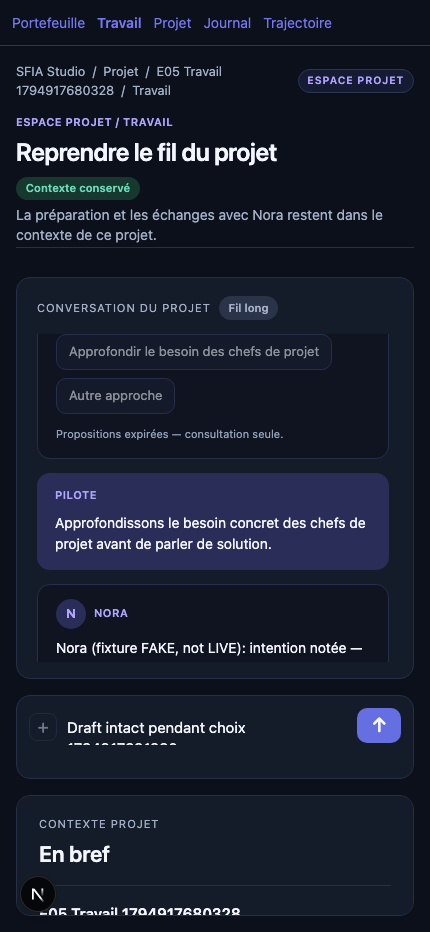 Portefeuille Travail Projet Journal Trajectoire
SFIA Studio / Projet / E05 Travail
1794917680328 / Travail
ESPACE PROJET
ESPACE PROJET / TRAVAIL
Reprendre le fil du projet
Contexte conservé
La préparation et les échanges avec Nora restent dans le
contexte de ce projet.
CONVERSATION DU PROJET Fil long
Approfondir le besoin des chefs de projet
Autre approche
Propositions expirées — consultation seule.
PILOTE
Approfondissons le besoin concret des chefs de
projet avant de parler de solution.
N NORA
Nora (fixture FAKE, not LIVE): intention notée —
+ Draft intact pendant choix
CONTEXTE PROJET
En bref
N
E05 Travail 1794917680328